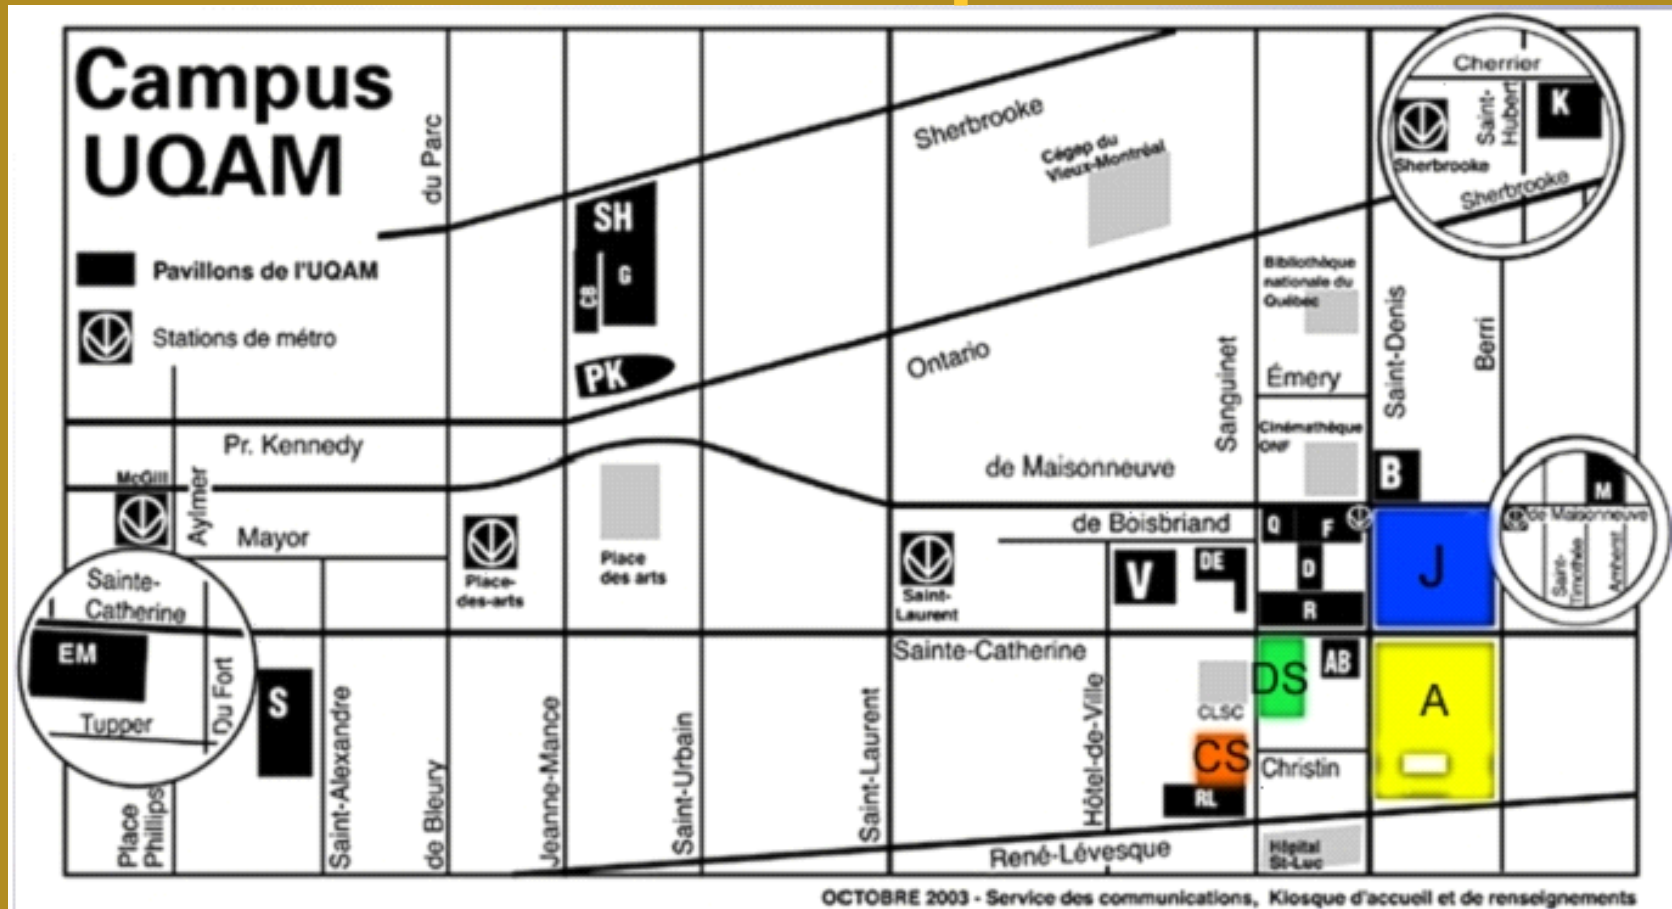 Campus
UQAM
Pavillons de l'UQAM
Stations de métro
du Parc
Sherbrooke
Cégep du
Vieux-Montréal
Cherrier
Saint-
Hubert
K
Sherbrooke
Sherbrooke
SH
CB
G
PK
Bibliothèque
nationale du
Québec
Ontario
Sanguinet
Émery
Saint-Denis
Berri
Cinémathèque
ONF
Pr. Kennedy
McGill
Aylmer
Mayor
de Maisonneuve
B
M
de Maisonneuve
Saint-
Timothée
Amherst
de Boisbriand
Q
F
D
R
J
V
DE
Place
des arts
Place-
des-arts
Saint-
Laurent
Sainte-
Catherine
EM
Du Fort
Tupper
S
Sainte-Catherine
DS
AB
A
CLSC
CS
Christin
RL
Place
Phillips
Saint-Alexandre
de Bleury
Jeanne-Mance
Saint-Urbain
Saint-Laurent
Hôtel-de-Ville
René-Lévesque
Hôpital
St-Luc
OCTOBRE 2003 - Service des communications, Kiosque d'accueil et de renseignements